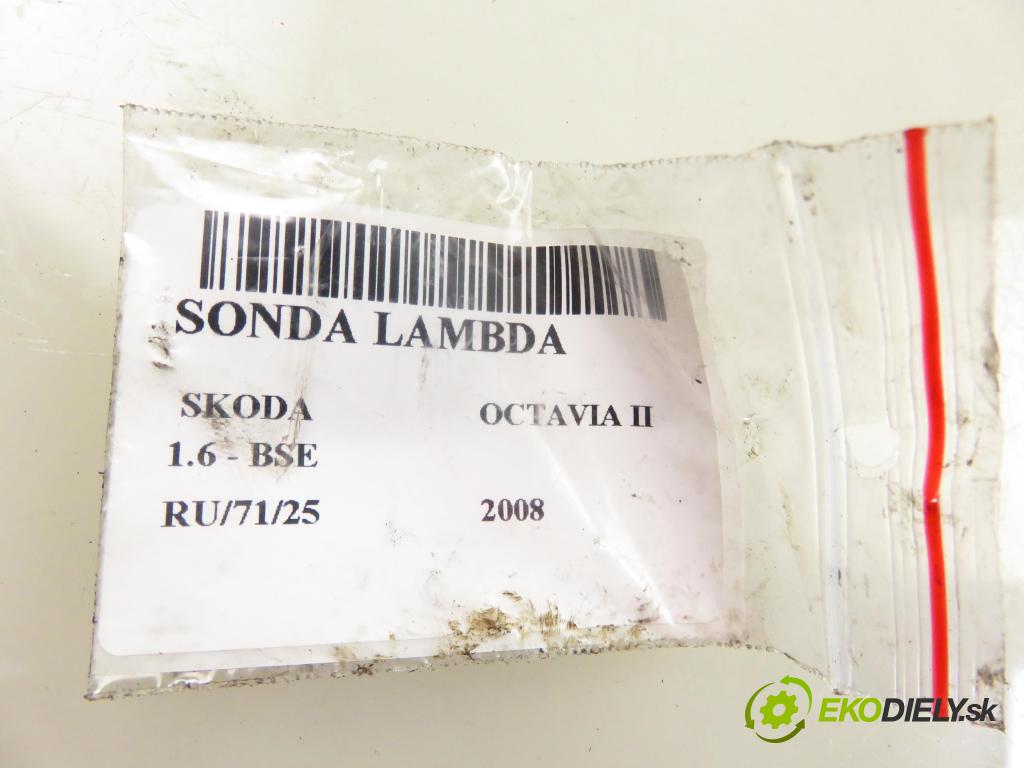 SONDA LAMBDA
SKODA OCTAVIA II
1.6 - BSE
RU/71/25 2008
EKODIELY.sk